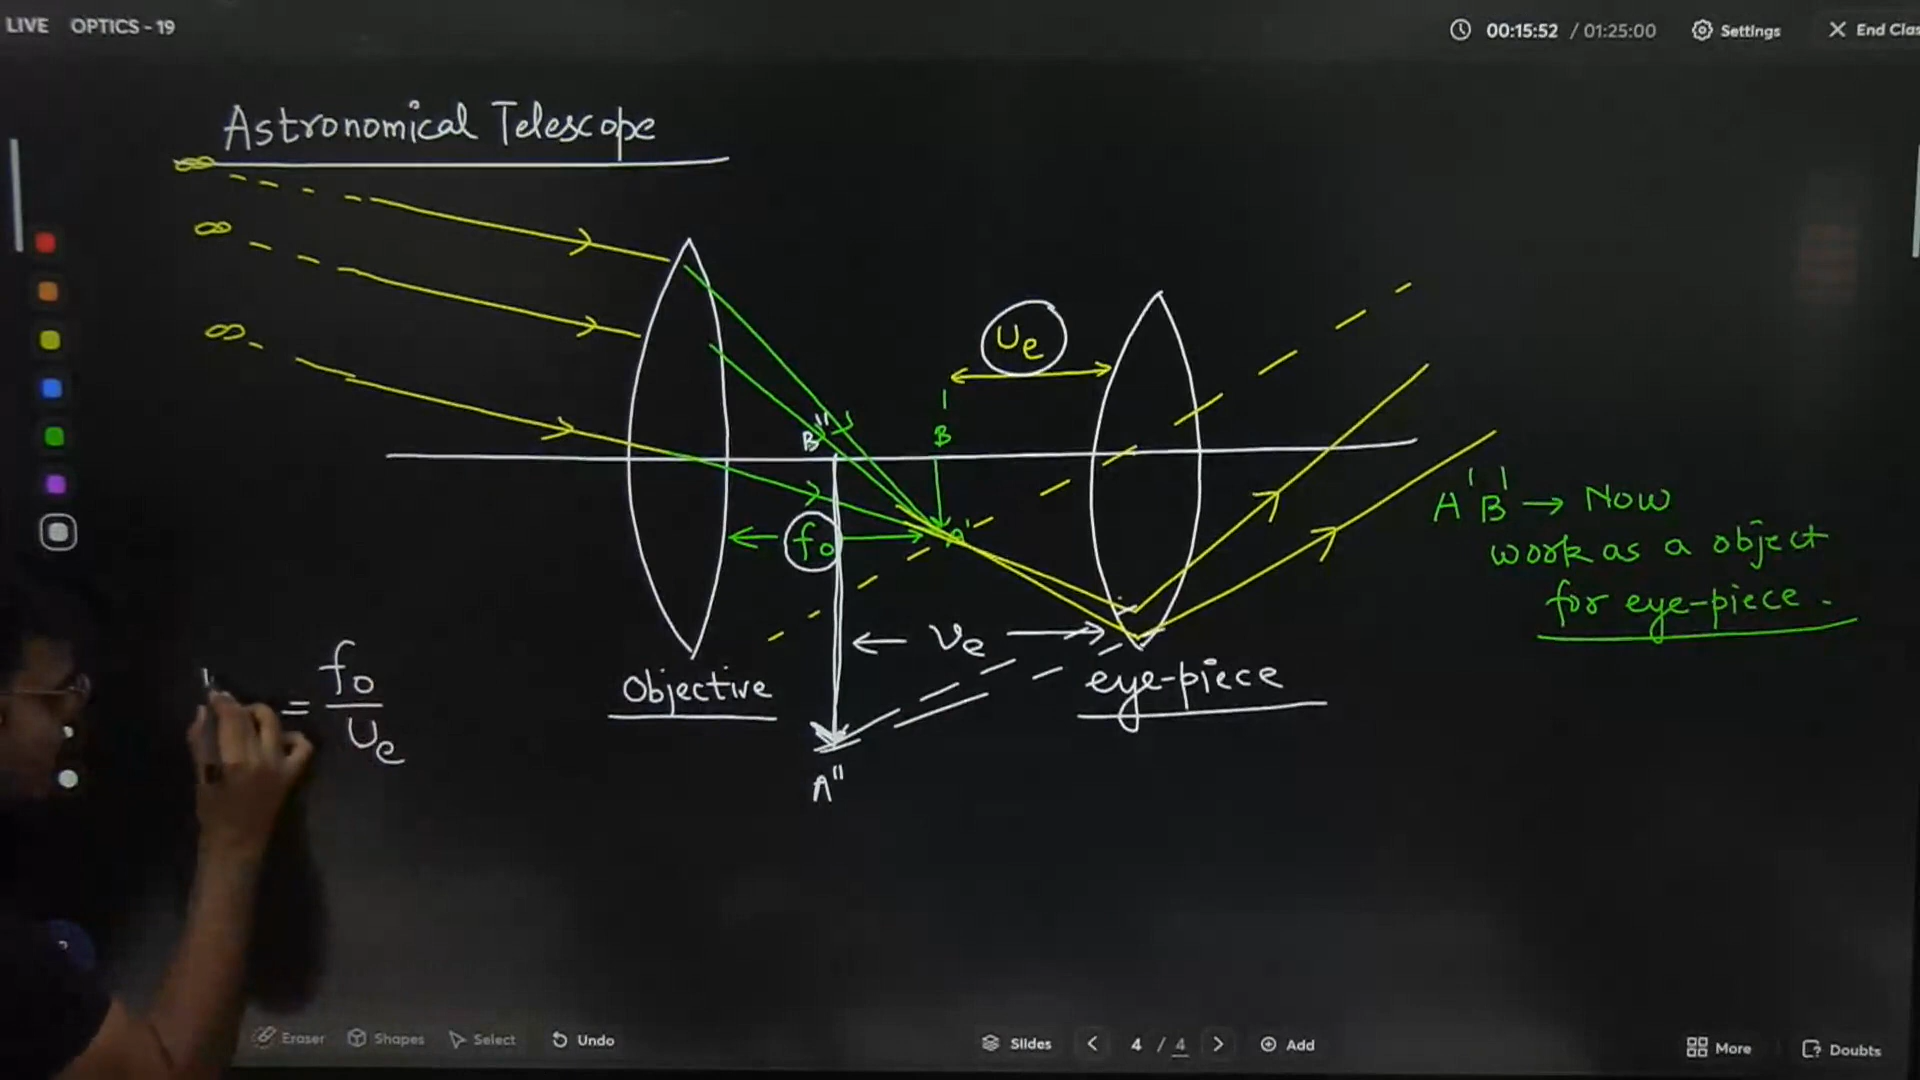 LIVE OPTICS - 19
00:15:52 / 01:25:00 Settings End Clas
Astronomical Telescope
∞
∞
∞
Ue
B''
B'
A'
fo
A'B' → Now
work as a object
for eye-piece.
Ve
= fo / Ue
Objective
eye-piece
A''
Eraser Shapes Select Undo
Slides 4 / 4 Add
More Doubts